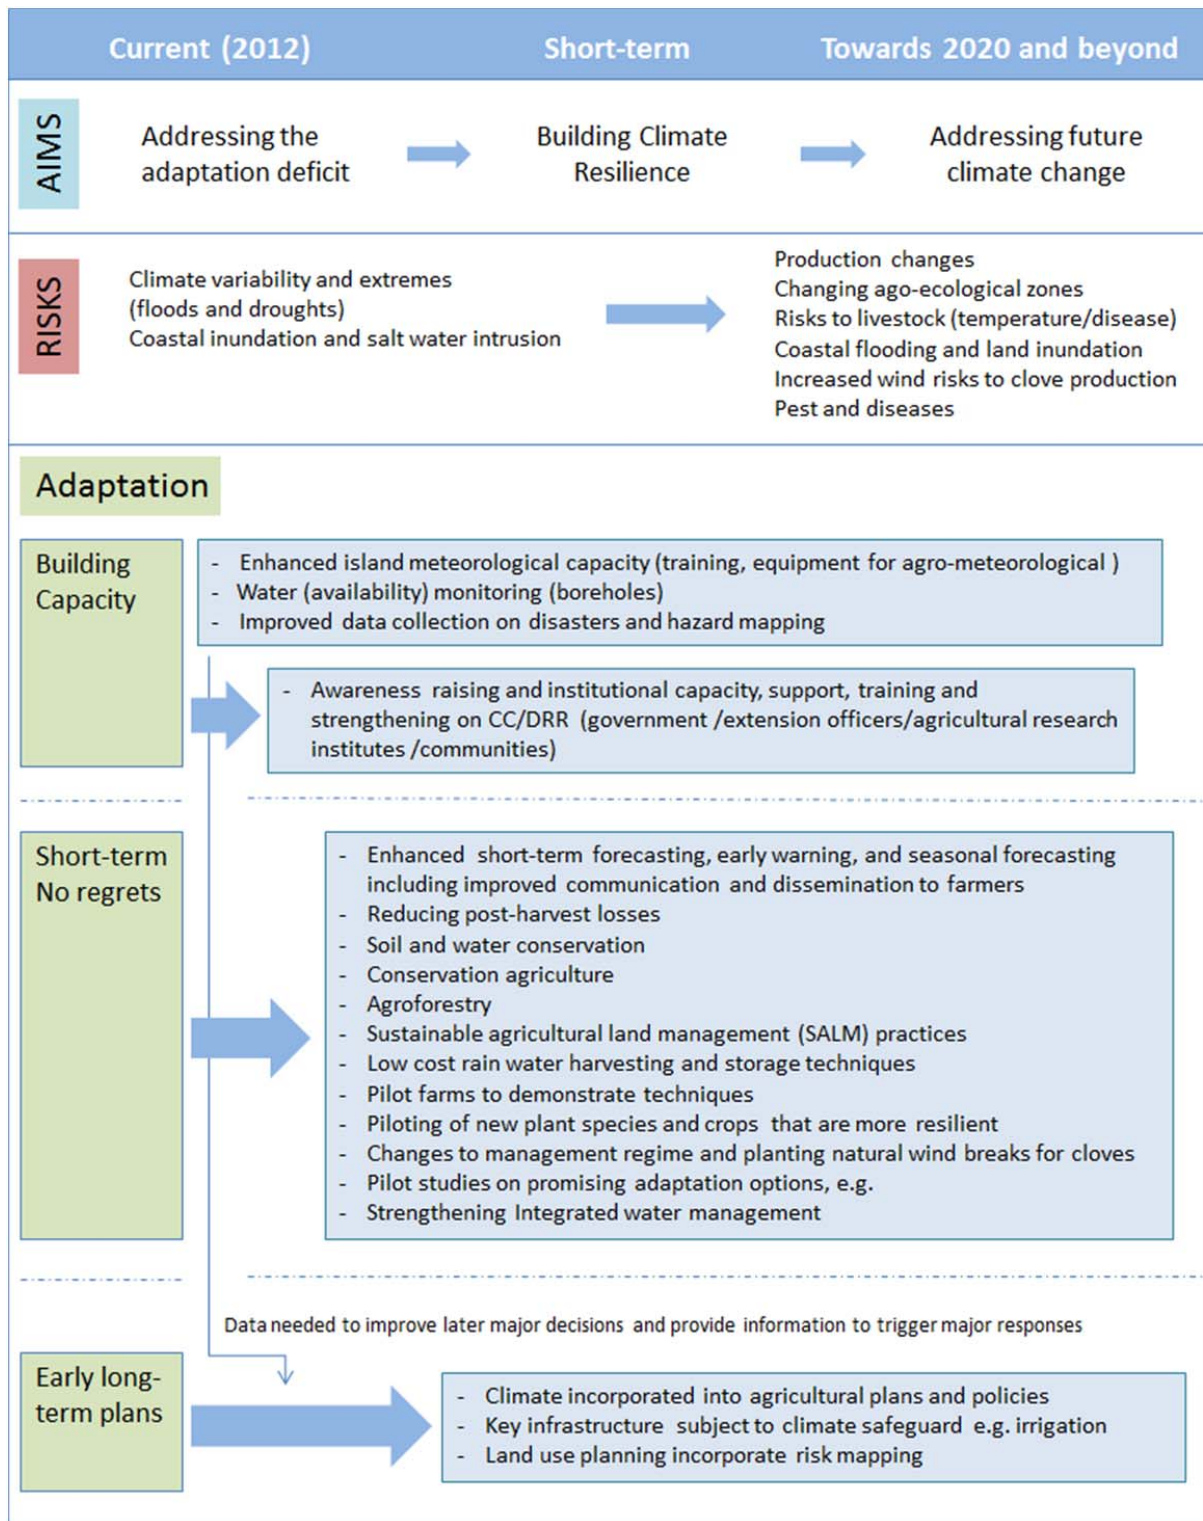 Current (2012) Short-term Towards 2020 and beyond
AIMS
Addressing the
adaptation deficit
Building Climate
Resilience
Addressing future
climate change
RISKS
Climate variability and extremes
(floods and droughts)
Coastal inundation and salt water intrusion
Production changes
Changing ago-ecological zones
Risks to livestock (temperature/disease)
Coastal flooding and land inundation
Increased wind risks to clove production
Pest and diseases
Adaptation
Building
Capacity
- Enhanced island meteorological capacity (training, equipment for agro-meteorological )
- Water (availability) monitoring (boreholes)
- Improved data collection on disasters and hazard mapping
- Awareness raising and institutional capacity, support, training and
strengthening on CC/DRR (government /extension officers/agricultural research
institutes /communities)
Short-term
No regrets
- Enhanced short-term forecasting, early warning, and seasonal forecasting
including improved communication and dissemination to farmers
- Reducing post-harvest losses
- Soil and water conservation
- Conservation agriculture
- Agroforestry
- Sustainable agricultural land management (SALM) practices
- Low cost rain water harvesting and storage techniques
- Pilot farms to demonstrate techniques
- Piloting of new plant species and crops that are more resilient
- Changes to management regime and planting natural wind breaks for cloves
- Pilot studies on promising adaptation options, e.g.
- Strengthening Integrated water management
Data needed to improve later major decisions and provide information to trigger major responses
Early long-
term plans
- Climate incorporated into agricultural plans and policies
- Key infrastructure subject to climate safeguard e.g. irrigation
- Land use planning incorporate risk mapping